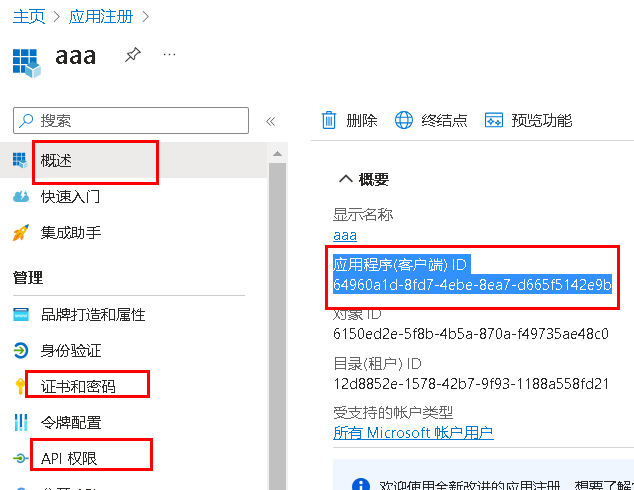 主页 > 应用注册 >
aaa
搜索
概述
快速入门
集成助手
管理
品牌打造和属性
身份验证
证书和密码
令牌配置
API 权限
删除 终结点 预览功能
概要
显示名称
aaa
应用程序(客户端) ID
64960a1d-8fd7-4ebe-8ea7-d665f5142e9b
对象 ID
6150ed2e-5f8b-4b5a-870a-f49735ae48c0
目录(租户) ID
12d8852e-1578-42b7-9f93-1188a558fd21
受支持的帐户类型
所有 Microsoft 帐户用户
欢迎使用全新改进的应用注册。想要了解